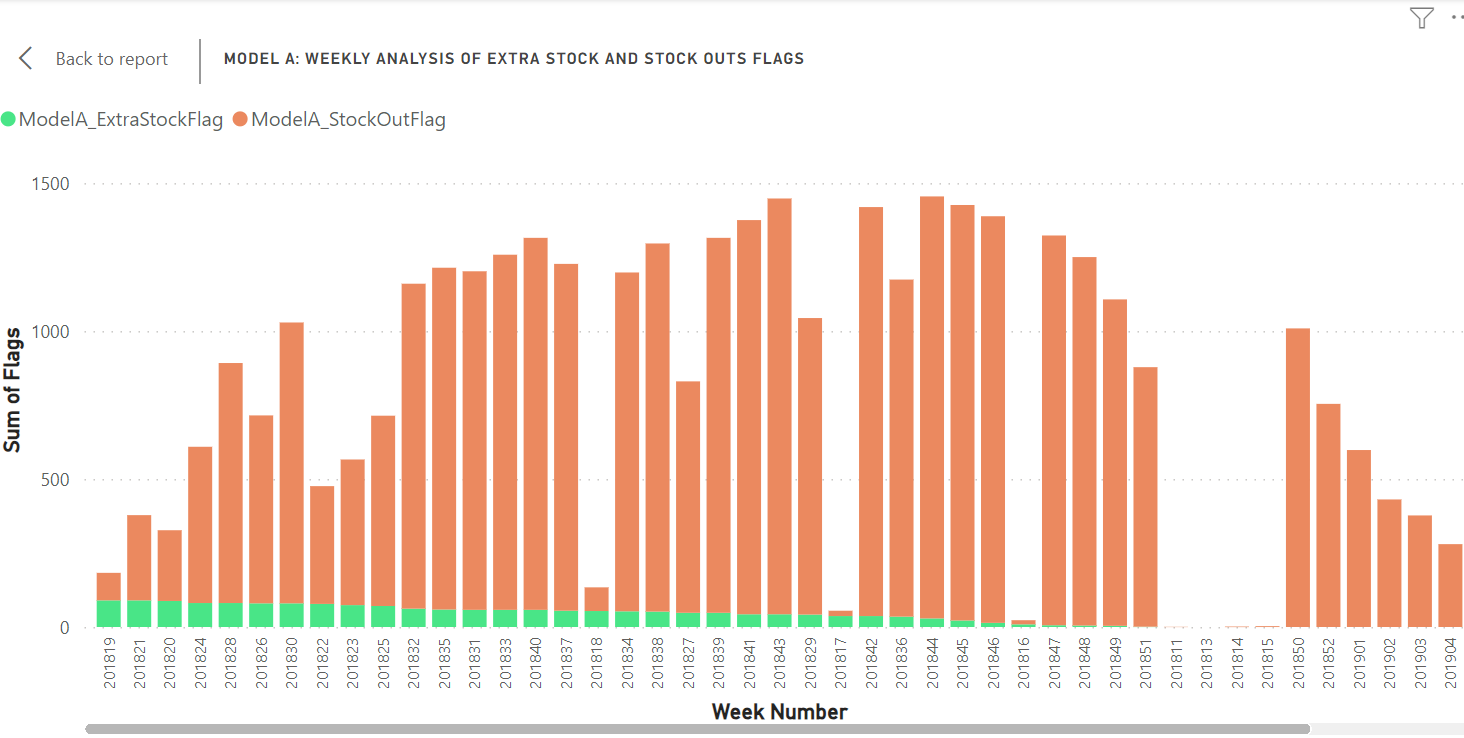 Back to report
MODEL A: WEEKLY ANALYSIS OF EXTRA STOCK AND STOCK OUTS FLAGS
ModelA_ExtraStockFlag ModelA_StockOutFlag
1500
1000
500
0
Sum of Flags
201819 201821 201820 201824 201828 201826 201830 201822 201823 201825 201832 201835 201831 201833 201840 201837 201818 201834 201838 201827 201839 201841 201843 201829 201817 201842 201836 201844 201845 201846 201816 201847 201848 201849 201851 201811 201813 201814 201815 201850 201852 201901 201902 201903 201904
Week Number